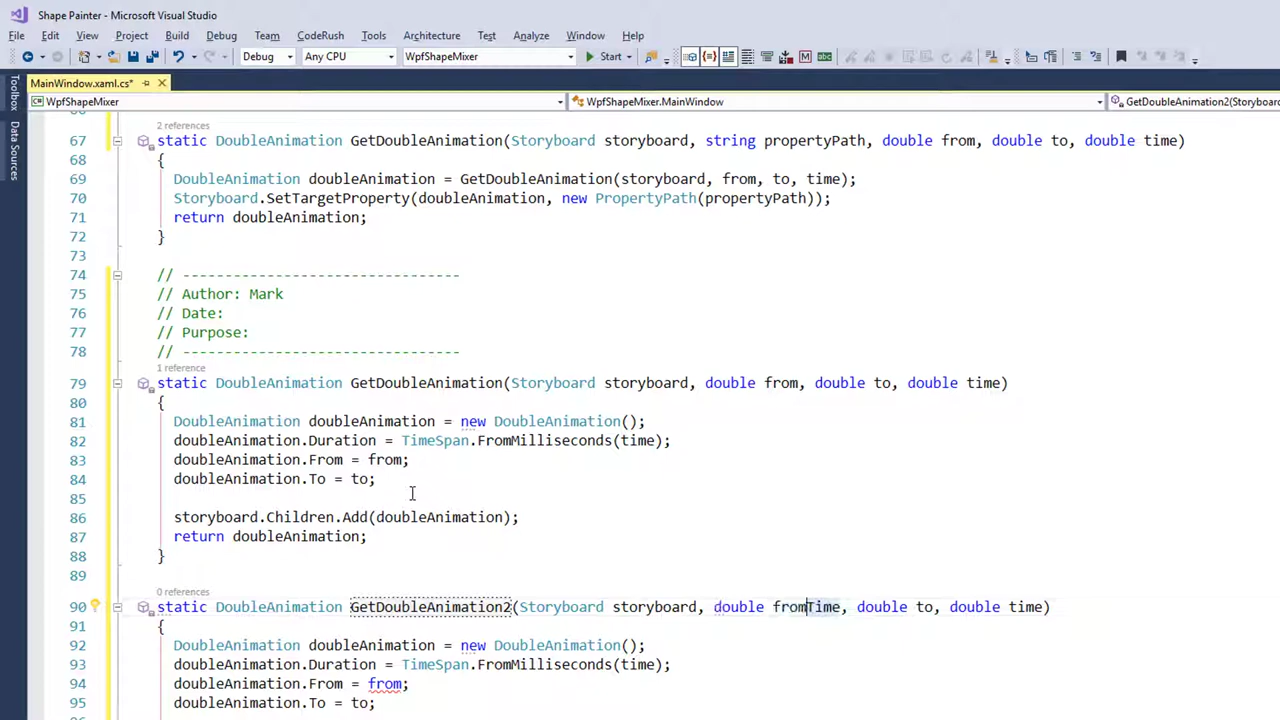 Shape Painter - Microsoft Visual Studio
File Edit View Project Build Debug Team CodeRush Tools Architecture Test Analyze Window Help
Debug Any CPU WpfShapeMixer Start
MainWindow.xaml.cs*
WpfShapeMixer WpfShapeMixer.MainWindow GetDoubleAnimation2(Storyboard
Toolbox
Data Sources
2 references
67 static DoubleAnimation GetDoubleAnimation(Storyboard storyboard, string propertyPath, double from, double to, double time)
68 {
69 DoubleAnimation doubleAnimation = GetDoubleAnimation(storyboard, from, to, time);
70 Storyboard.SetTargetProperty(doubleAnimation, new PropertyPath(propertyPath));
71 return doubleAnimation;
72 }
73
74 // ---------------------------------
75 // Author: Mark
76 // Date:
77 // Purpose:
78 // ---------------------------------
1 reference
79 static DoubleAnimation GetDoubleAnimation(Storyboard storyboard, double from, double to, double time)
80 {
81 DoubleAnimation doubleAnimation = new DoubleAnimation();
82 doubleAnimation.Duration = TimeSpan.FromMilliseconds(time);
83 doubleAnimation.From = from;
84 doubleAnimation.To = to;
85
86 storyboard.Children.Add(doubleAnimation);
87 return doubleAnimation;
88 }
89
0 references
90 static DoubleAnimation GetDoubleAnimation2(Storyboard storyboard, double fromTime, double to, double time)
91 {
92 DoubleAnimation doubleAnimation = new DoubleAnimation();
93 doubleAnimation.Duration = TimeSpan.FromMilliseconds(time);
94 doubleAnimation.From = from;
95 doubleAnimation.To = to;